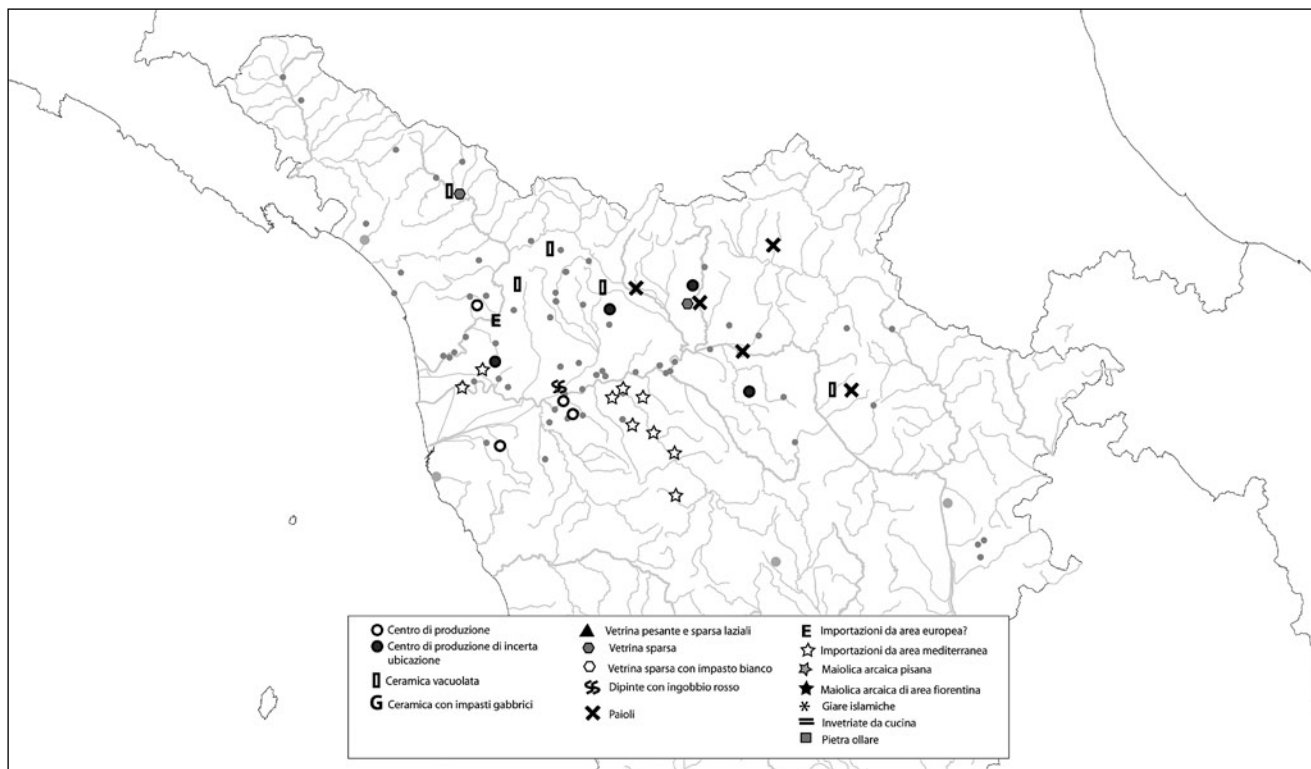 E
Centro di produzione
Centro di produzione di incerta
ubicazione
Ceramica vacuolata
G Ceramica con impasti gabbrici
Vetrina pesante e sparsa laziali
Vetrina sparsa
Vetrina sparsa con impasto bianco
Dipinte con ingobbio rosso
Paioli
E Importazioni da area europea?
Importazioni da area mediterranea
Maiolica arcaica pisana
Maiolica arcaica di area fiorentina
Giare islamiche
Invetriate da cucina
Pietra ollare